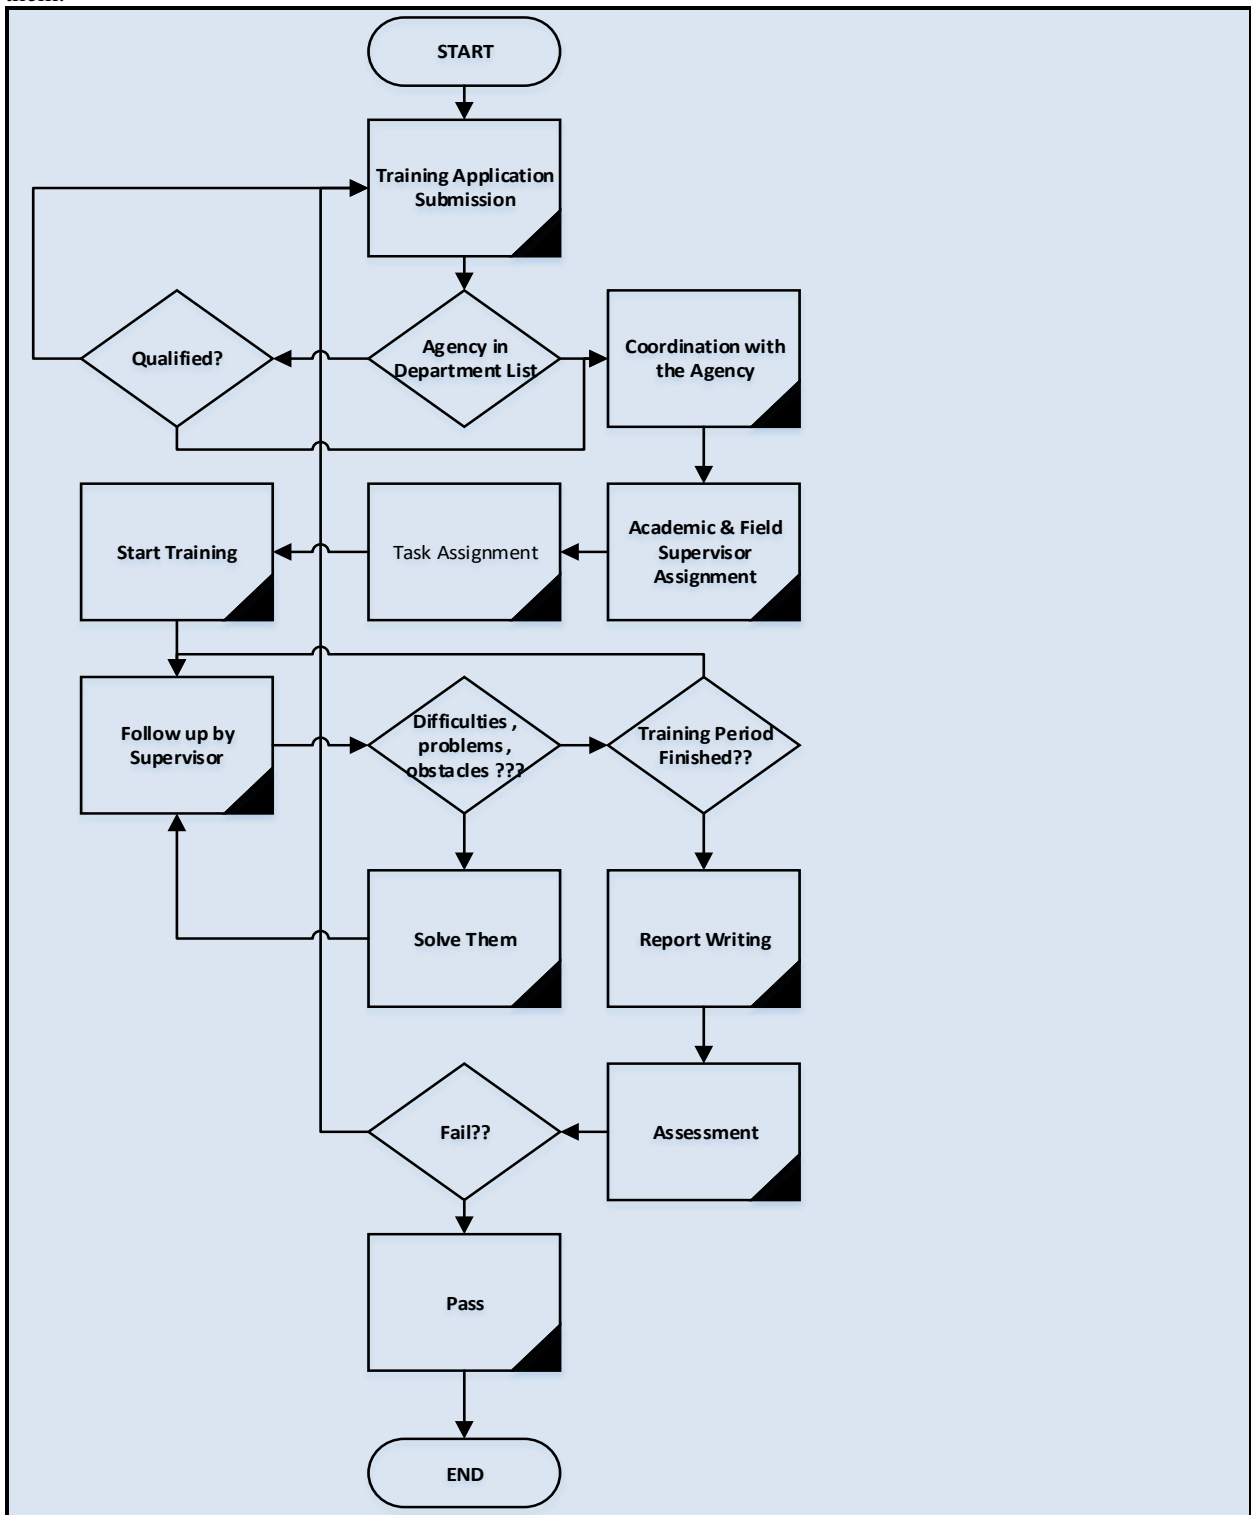 START
Training Application
Submission
Qualified?
Agency in
Department List
Coordination with
the Agency
Start Training
Task Assignment
Academic & Field
Supervisor
Assignment
Follow up by
Supervisor
Difficulties ,
problems ,
obstacles ???
Training Period
Finished??
Solve Them
Report Writing
Fail??
Assessment
Pass
END